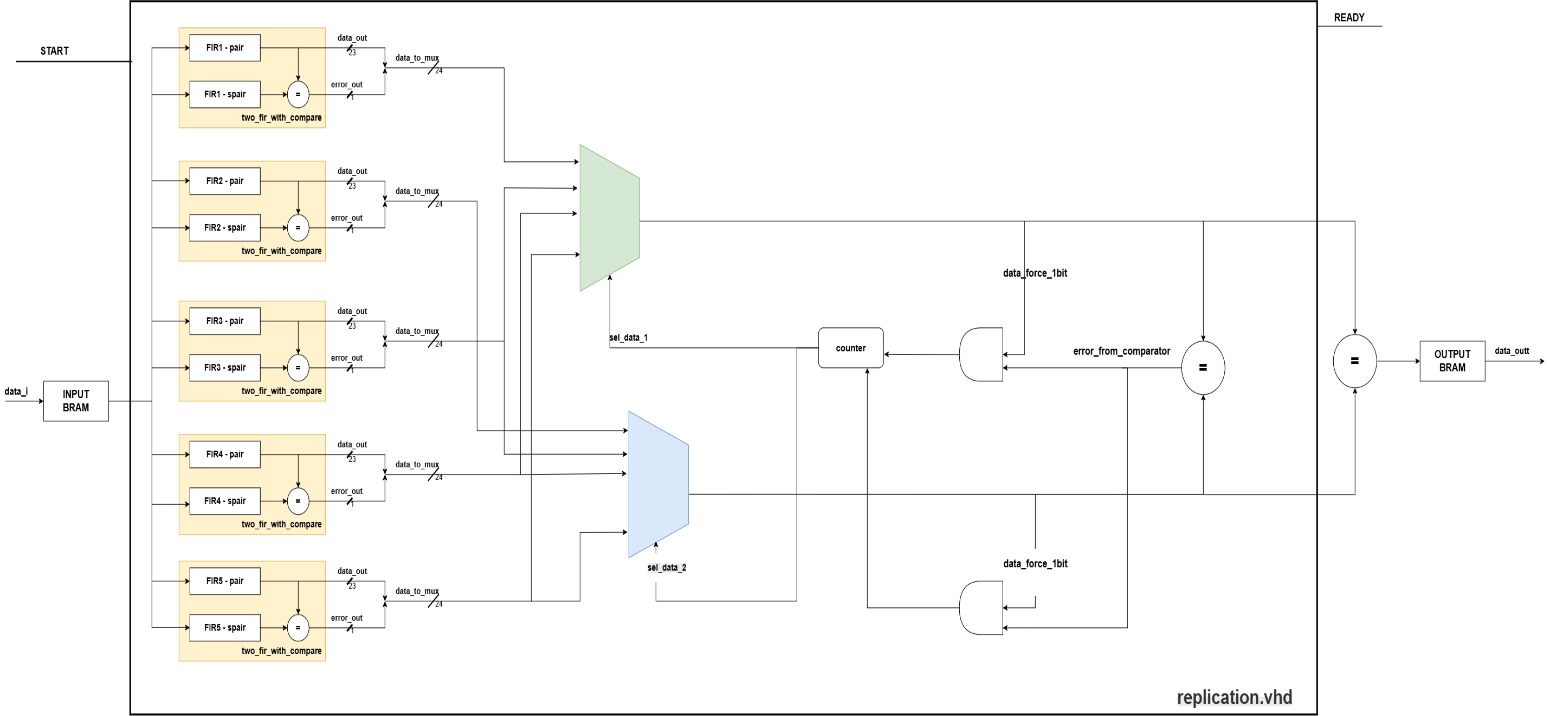 START
READY
FIR1 - pair
data_out
23
data_to_mux
24
FIR1 - spair
=
error_out
1
two_fir_with_compare
FIR2 - pair
data_out
23
data_to_mux
24
FIR2 - spair
=
error_out
1
two_fir_with_compare
FIR3 - pair
data_out
23
data_to_mux
24
FIR3 - spair
=
error_out
1
two_fir_with_compare
FIR4 - pair
data_out
23
data_to_mux
24
FIR4 - spair
=
error_out
1
two_fir_with_compare
FIR5 - pair
data_out
23
data_to_mux
24
FIR5 - spair
=
error_out
1
two_fir_with_compare
data_i
INPUT
BRAM
sel_data_1
counter
data_force_1bit
error_from_comparator
=
=
OUTPUT
BRAM
data_outt
sel_data_2
data_force_1bit
replication.vhd